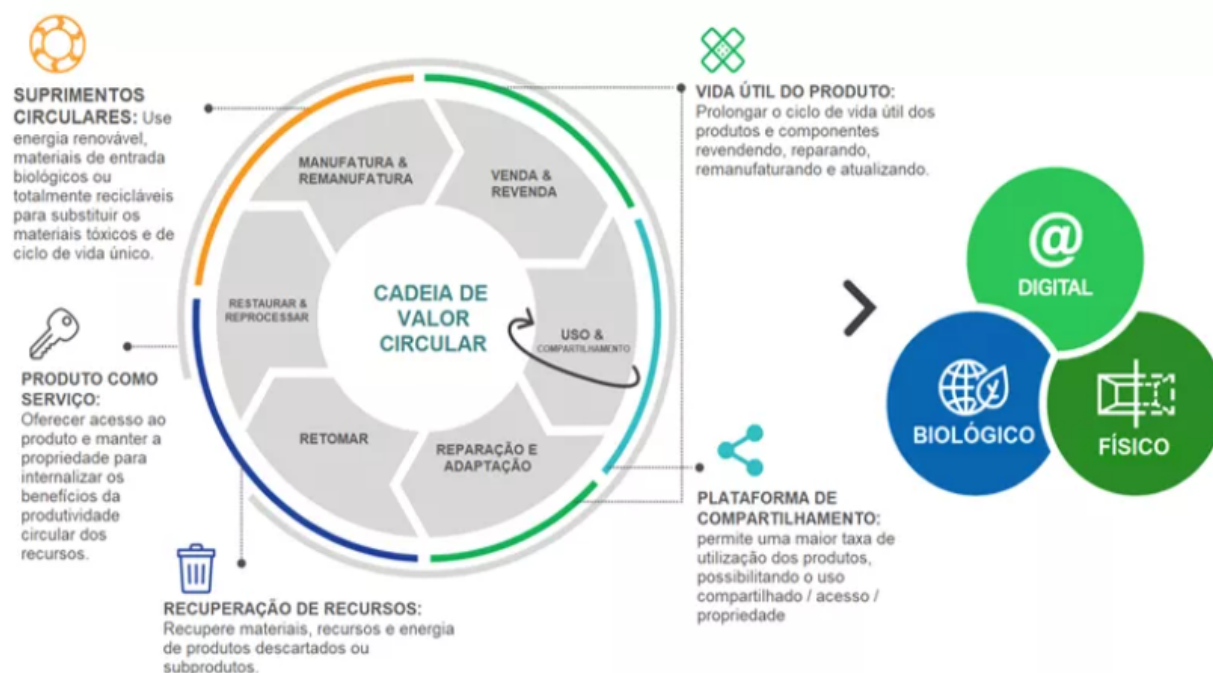 SUPRIMENTOS
CIRCULARES: Use
energia renovável,
materiais de entrada
biológicos ou
totalmente recicláveis
para substituir os
materiais tóxicos e de
ciclo de vida único.
PRODUTO COMO
SERVIÇO:
Oferecer acesso ao
produto e manter a
propriedade para
internalizar os
benefícios da
produtividade
circular dos
recursos.
RECUPERAÇÃO DE RECURSOS:
Recupere materiais, recursos e energia
de produtos descartados ou
subprodutos.
MANUFATURA &
REMANUFATURA
VENDA &
REVENDA
RESTAURAR &
REPROCESSAR
CADEIA DE
VALOR
CIRCULAR
USO &
COMPARTILHAMENTO
RETOMAR
REPARAÇÃO E
ADAPTAÇÃO
VIDA ÚTIL DO PRODUTO:
Prolongar o ciclo de vida útil dos
produtos e componentes
revendendo, reparando,
remanufaturando e atualizando.
PLATAFORMA DE
COMPARTILHAMENTO:
permite uma maior taxa de
utilização dos produtos,
possibilitando o uso
compartilhado / acesso /
propriedade
@
DIGITAL
BIOLÓGICO
FÍSICO